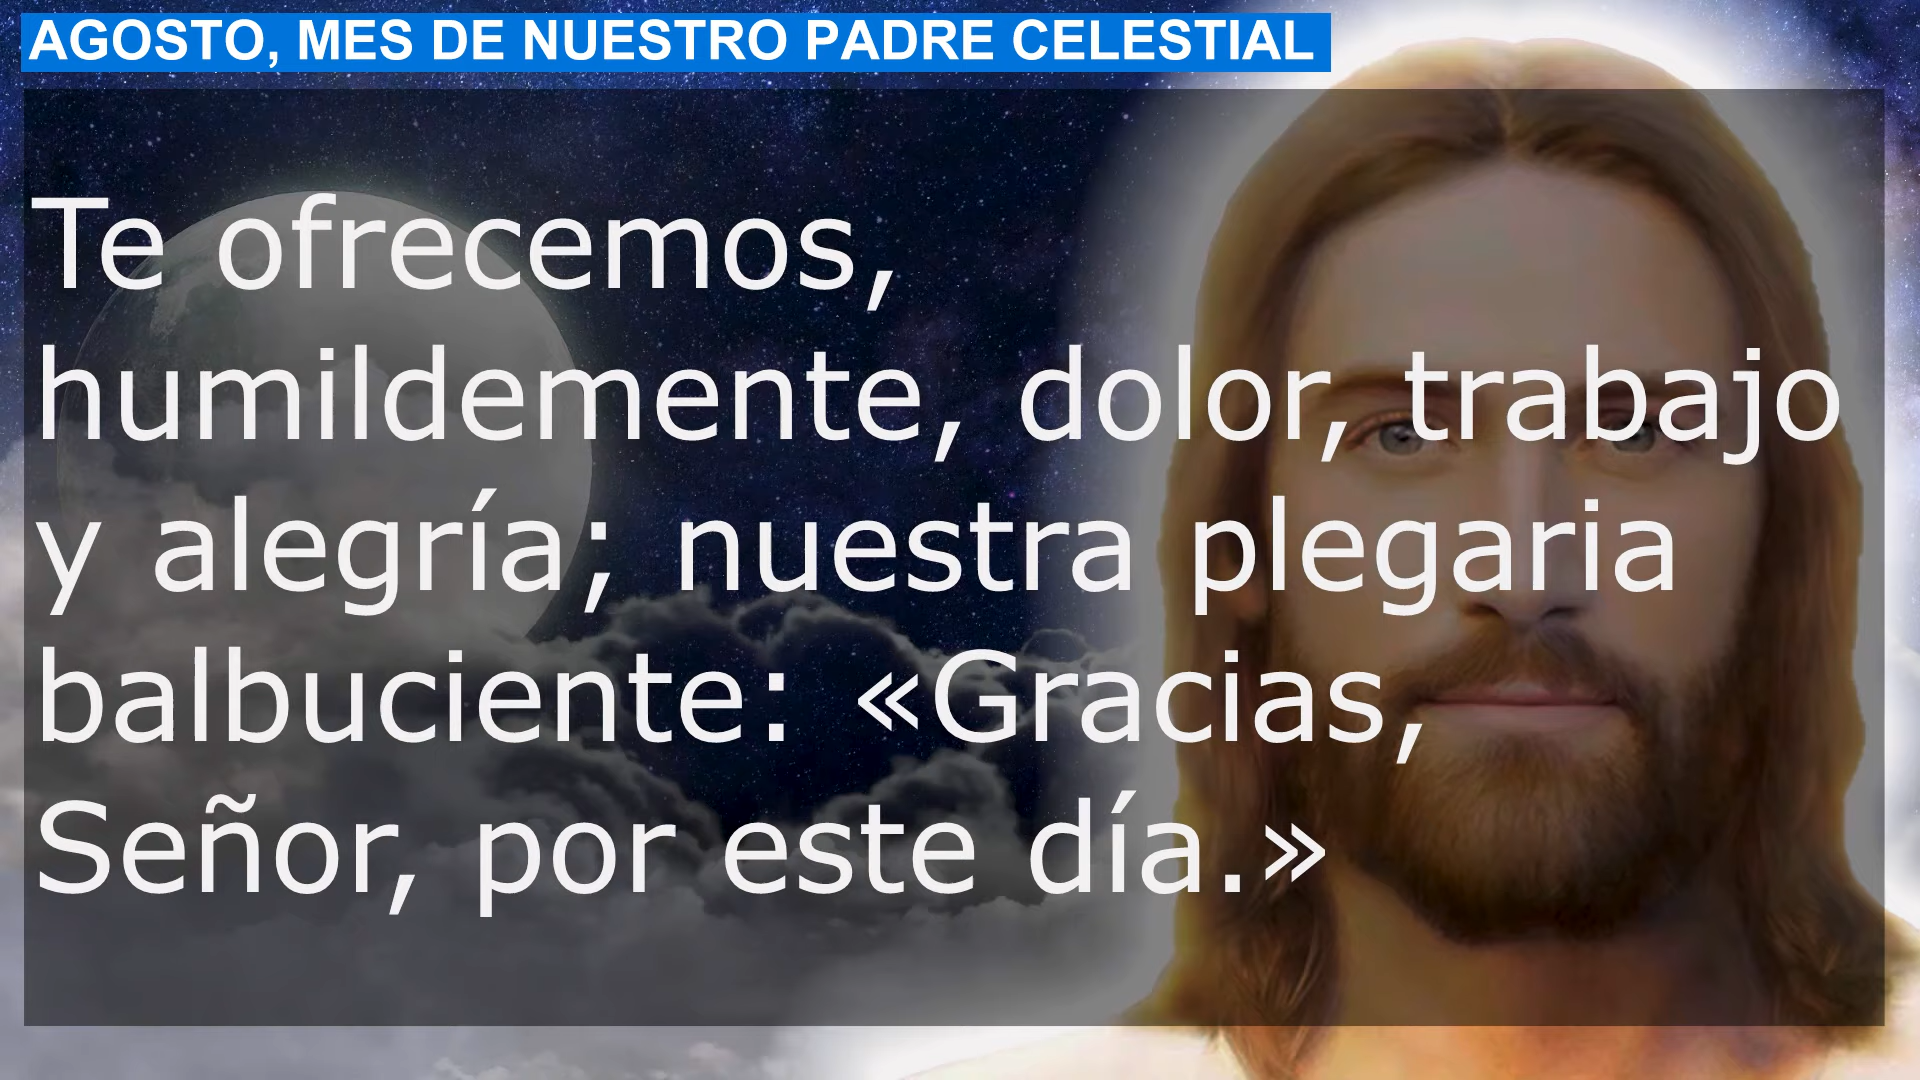 AGOSTO, MES DE NUESTRO PADRE CELESTIAL
Te ofrecemos,
humildemente, dolor, trabajo
y alegría; nuestra plegaria
balbuciente: «Gracias,
Señor, por este día.»